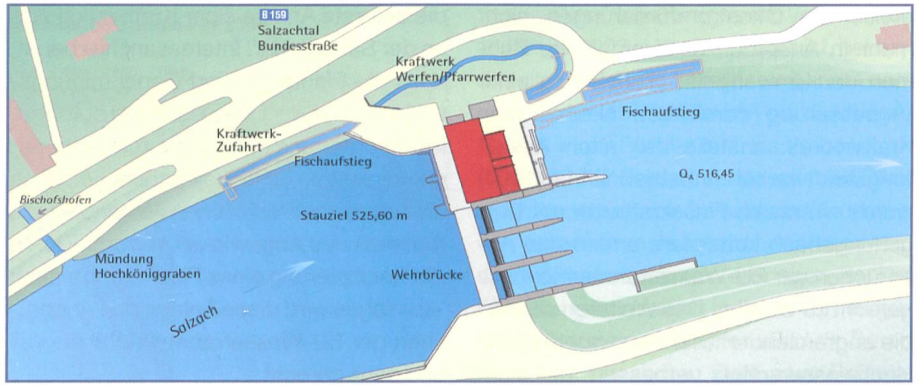 B 159
Salzachtal
Bundesstraße
Kraftwerk
Werfen/Pfarrwerfen
Fischaufstieg
Kraftwerk-
Zufahrt
Fischaufstieg
QA 516,45
Bischofshofen
Stauziel 525,60 m
Mündung
Hochköniggraben
Wehrbrücke
Salzach